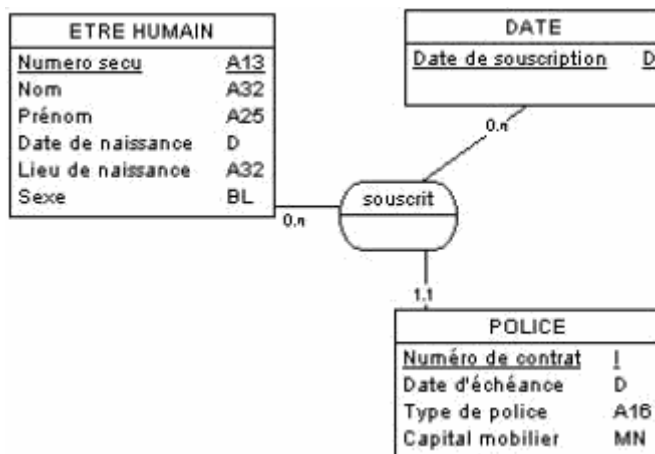 ETRE HUMAIN
Numero secu A13
Nom A32
Prénom A25
Date de naissance D
Lieu de naissance A32
Sexe BL
DATE
Date de souscription D
0.n
souscrit
0.n
1.1
POLICE
Numéro de contrat I
Date d'échéance D
Type de police A16
Capital mobilier MN